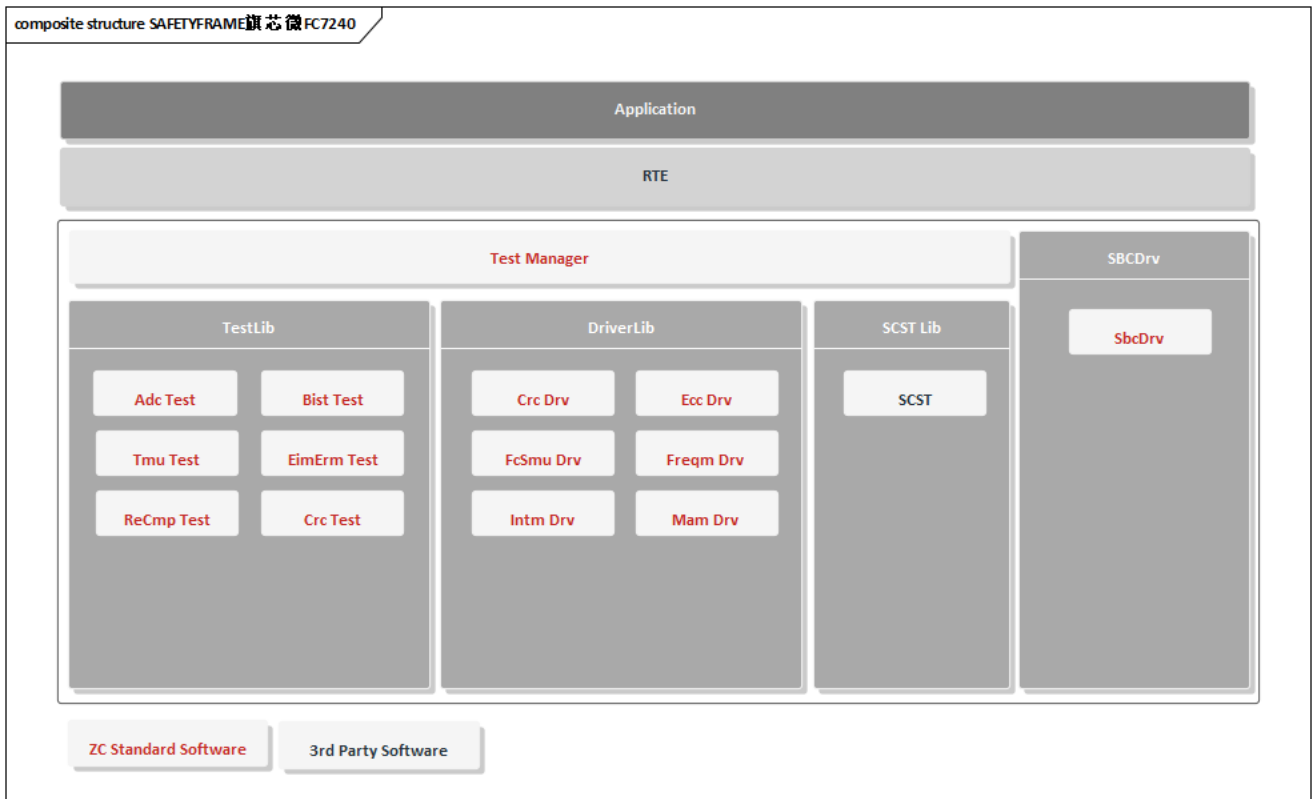 composite structure SAFETYFRAME旗芯微FC7240
Application
RTE
Test Manager
SBCDrv
TestLib
DriverLib
SCST Lib
SbcDrv
Adc Test
Bist Test
Crc Drv
Ecc Drv
SCST
Tmu Test
EimErm Test
FcSmu Drv
Freqm Drv
ReCmp Test
Crc Test
Intm Drv
Mam Drv
ZC Standard Software
3rd Party Software